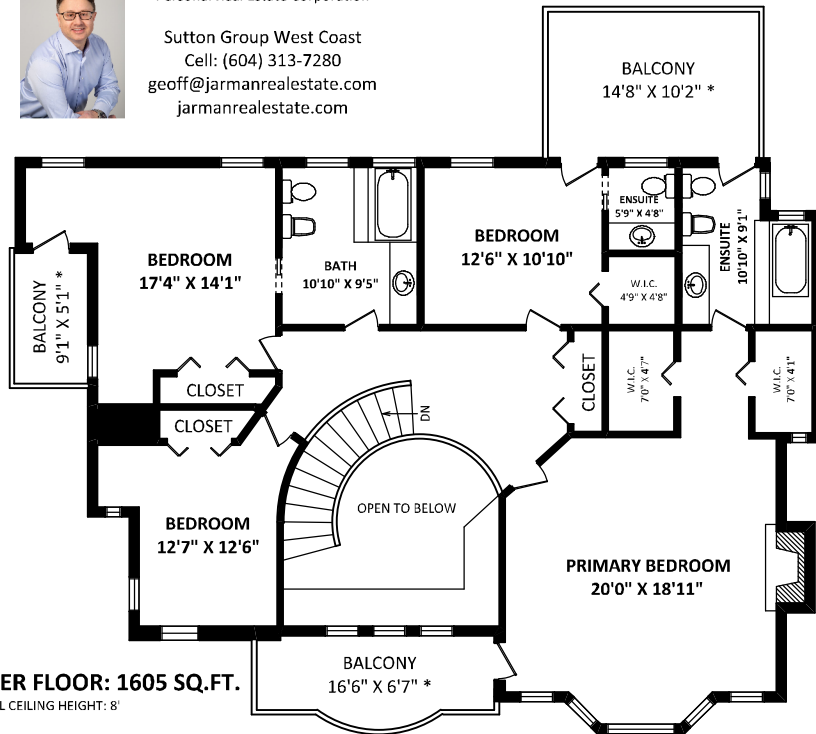 Sutton Group West Coast
Cell: (604) 313-7280
geoff@jarmanrealestate.com
jarmanrealestate.com
BALCONY
14'8" X 10'2" *
BEDROOM
17'4" X 14'1"
BATH
10'10" X 9'5"
BEDROOM
12'6" X 10'10"
ENSUITE
5'9" X 4'8"
ENSUITE
10'10" X 9'1"
W.I.C.
4'9" X 4'8"
BALCONY
9'1" X 5'1" *
CLOSET
CLOSET
CLOSET
W.I.C.
7'0" X 4'7"
W.I.C.
7'0" X 4'1"
DN
OPEN TO BELOW
BEDROOM
12'7" X 12'6"
PRIMARY BEDROOM
20'0" X 18'11"
BALCONY
16'6" X 6'7" *
ER FLOOR: 1605 SQ.FT.
L CEILING HEIGHT: 8'